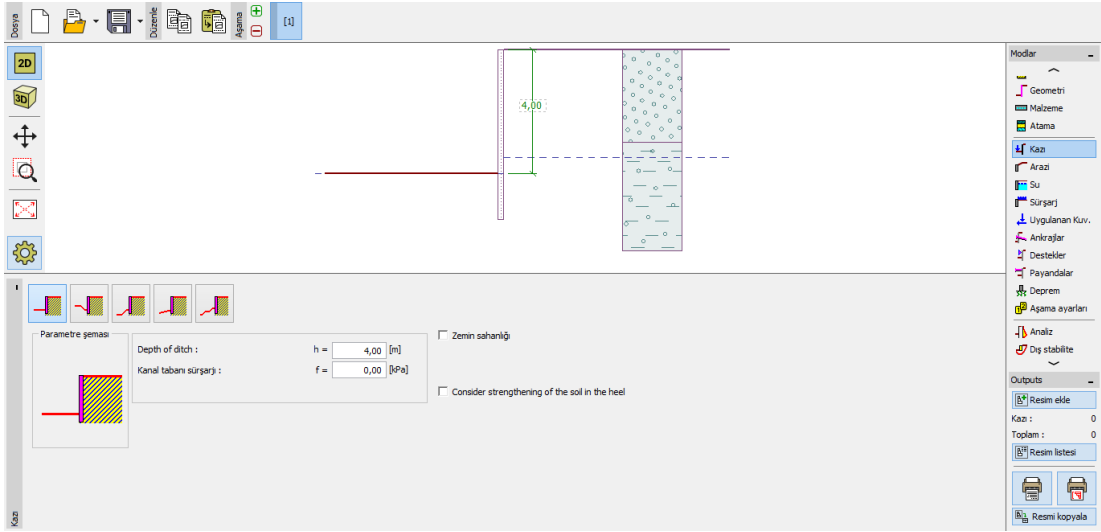 Dosya
Düzenle
Aşama
[1]
2D
3D
4,00
Modlar
Geometri
Malzeme
Atama
Kazı
Arazi
Su
Sürşarj
Uygulanan Kuv.
Ankrajlar
Destekler
Payandalar
Deprem
Aşama ayarları
Analiz
Dış stabilite
Parametre şeması
Depth of ditch : h = 4,00 [m]
Kanal tabanı sürşarjı : f = 0,00 [kPa]
Zemin sahanlığı
Consider strengthening of the soil in the heel
Kazı
Outputs
Resim ekle
Kazı : 0
Toplam : 0
Resim listesi
Resmi kopyala